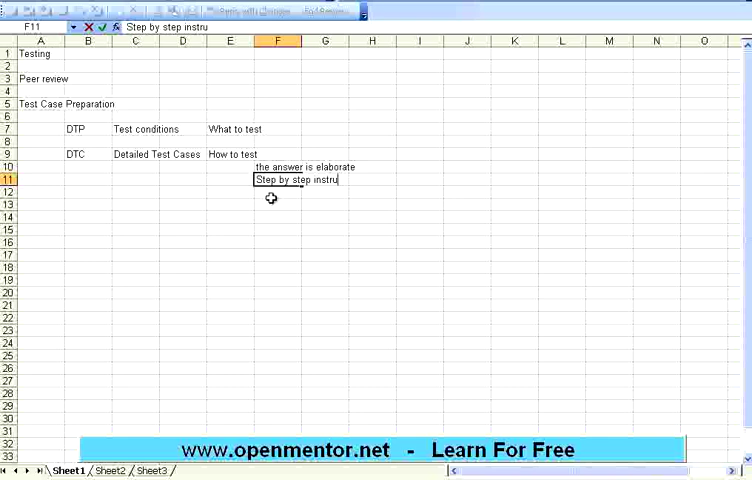 F11 Step by step instru
A B C D E F G H I J K L M N O
1 Testing
2
3 Peer review
4
5 Test Case Preparation
6
7 DTP Test conditions What to test
8
9 DTC Detailed Test Cases How to test
10 the answer is elaborate
11 Step by step instru
12
13
14
15
16
17
18
19
20
21
22
23
24
25
26
27
28
29
30
31
32
33
www.openmentor.net - Learn For Free
Sheet1 Sheet2 Sheet3